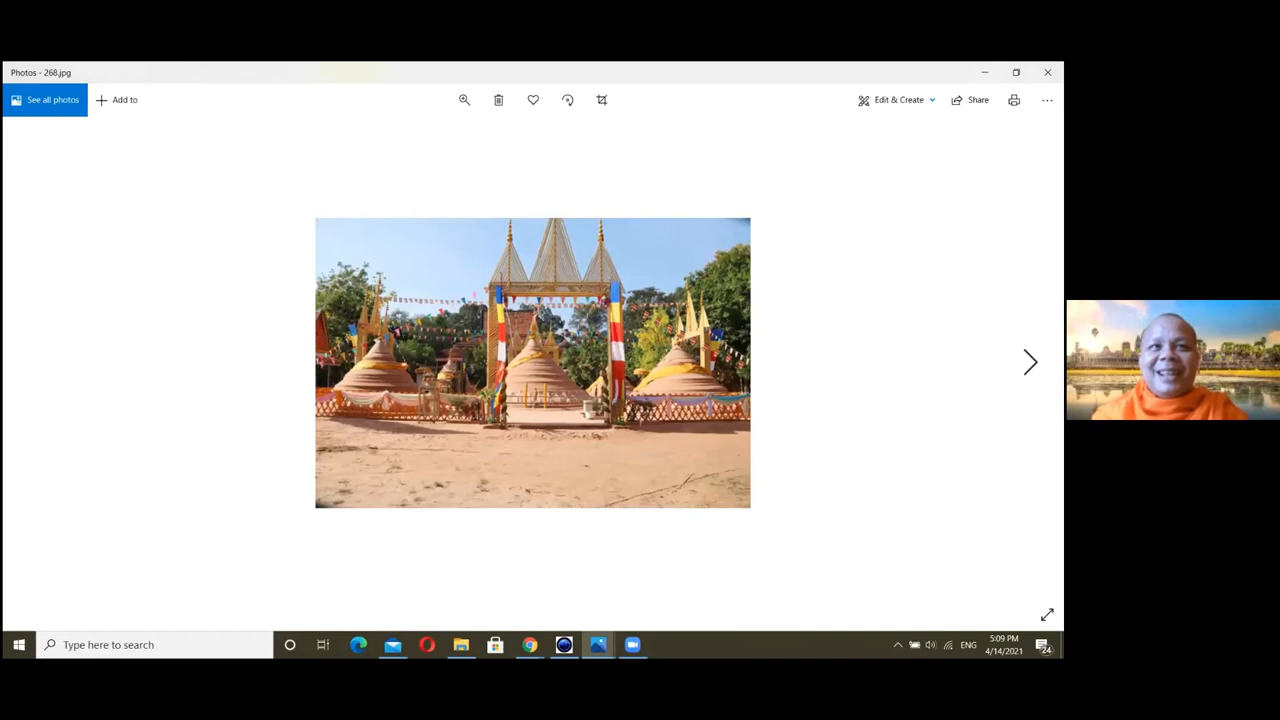 Photos - 268.jpg
See all photos
Add to
Edit & Create
Share
Type here to search
ENG
5:09 PM
4/14/2021
24